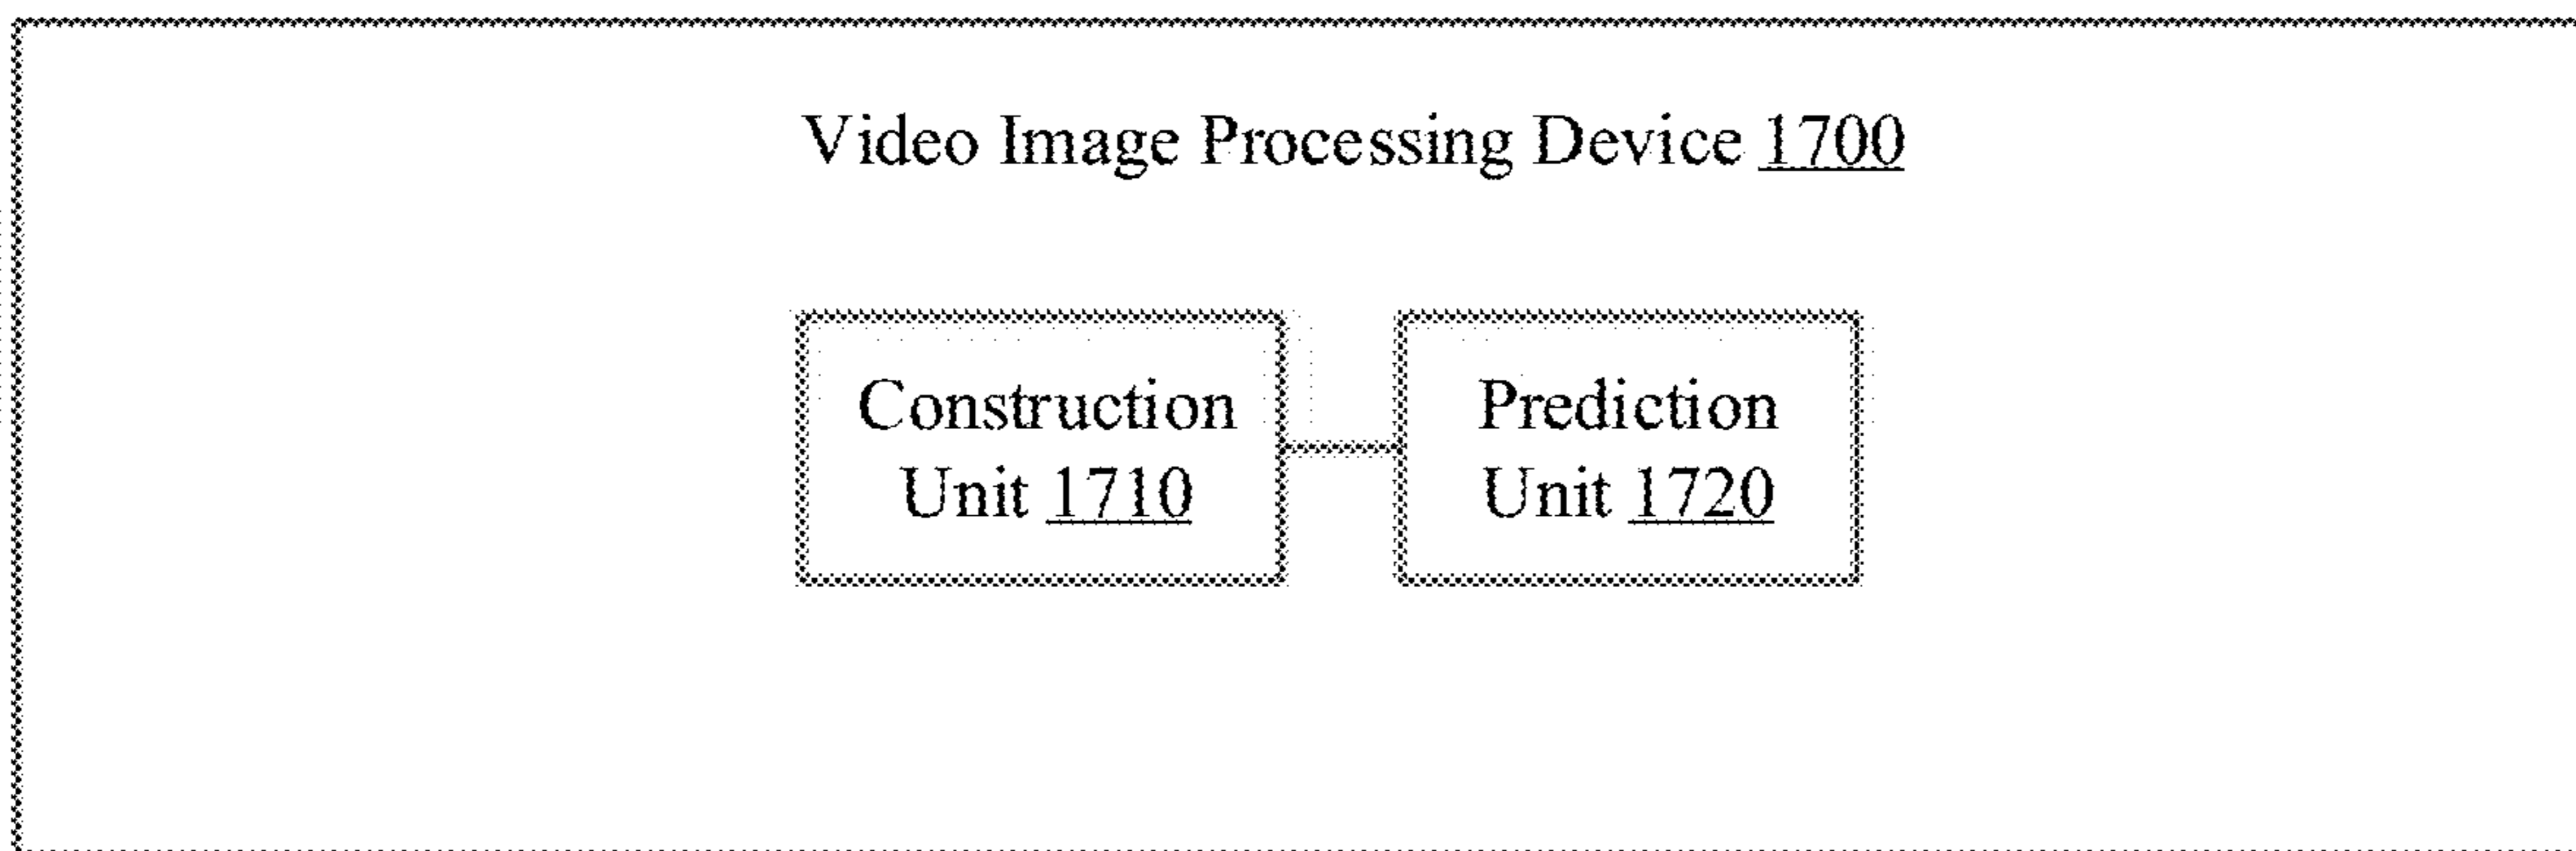 Video Image Processing Device 1700
Construction
Unit 1710
Prediction
Unit 1720